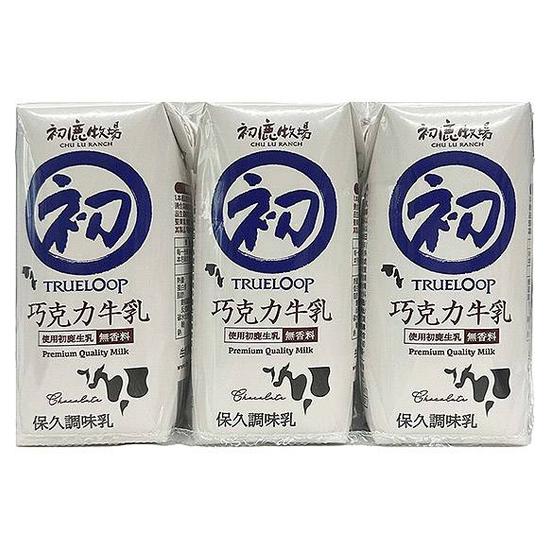 初鹿牧場
CHU LU RANCH
初
TRUELOOP
巧克力牛乳
使用初鹿生乳 無香料
Premium Quality Milk
Chocolate
保久調味乳
初鹿牧場
CHU LU RANCH
初
TRUELOOP
巧克力牛乳
使用初鹿生乳 無香料
Premium Quality Milk
Chocolate
保久調味乳
初鹿牧場
CHU LU RANCH
初
TRUELOOP
巧克力牛乳
使用初鹿生乳 無香料
Premium Quality Milk
Chocolate
保久調味乳